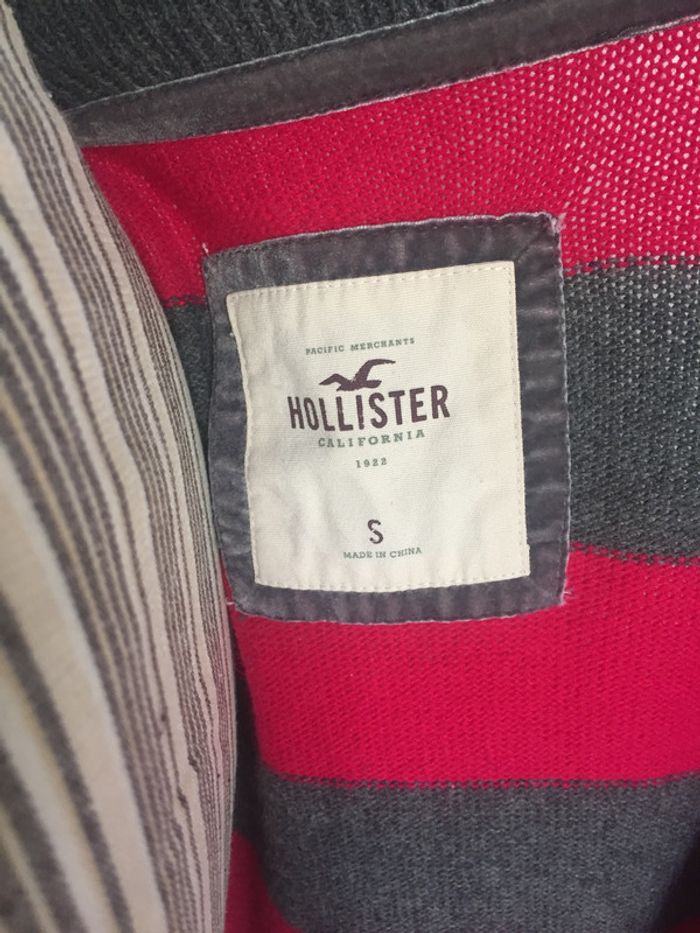 PACIFIC MERCHANTS
HOLLISTER
CALIFORNIA
1922
S
MADE IN CHINA